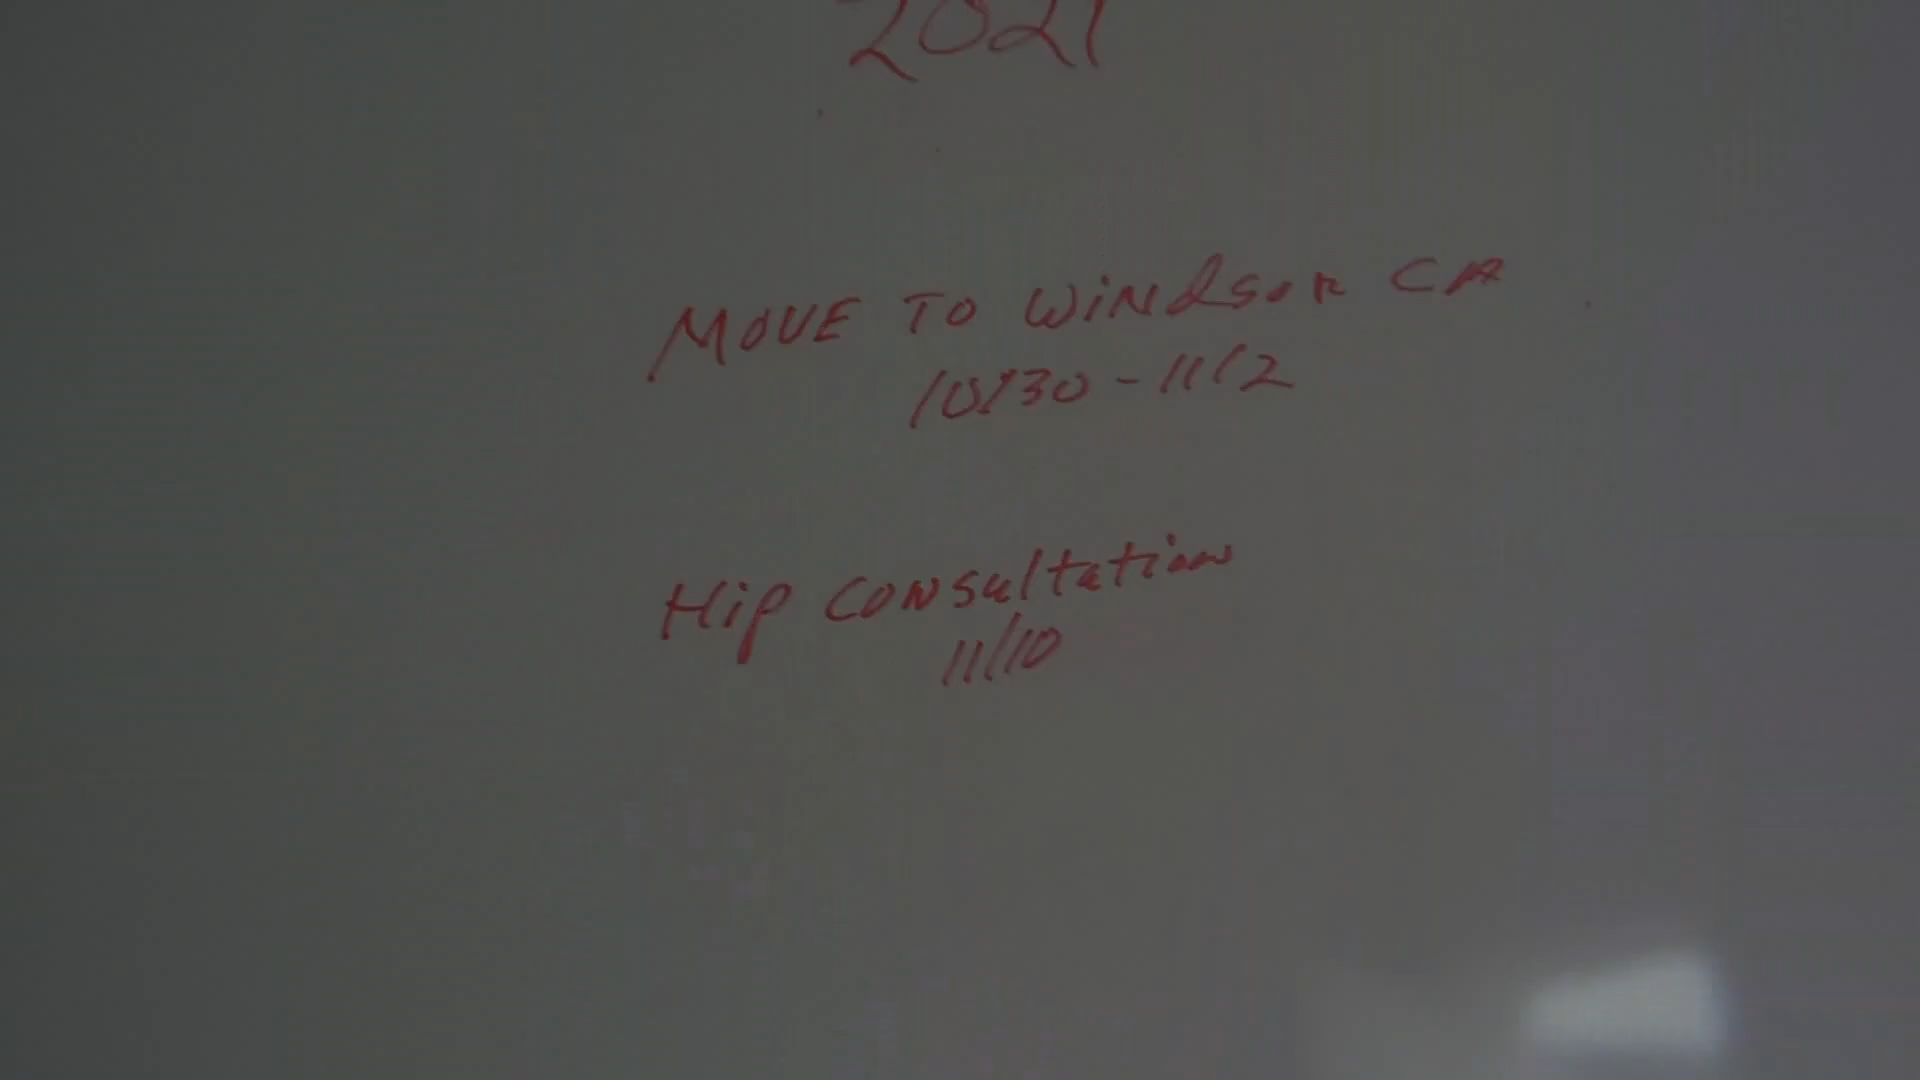 2021
MOVE TO WINdSOR CA
10/30 - 11/2
Hip CONsultation
11/10